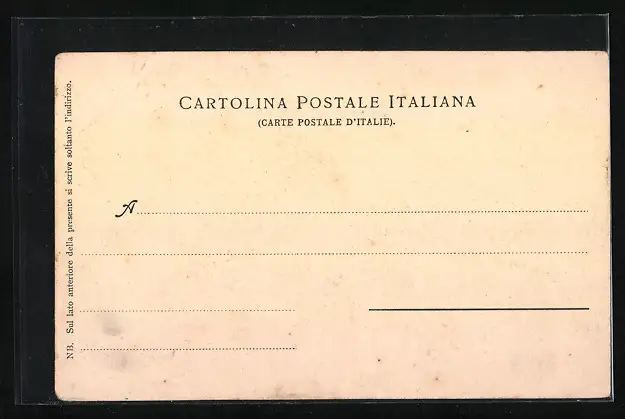 CARTOLINA POSTALE ITALIANA
(CARTE POSTALE D'ITALIE).
A
NB. Sul lato anteriore della presente si scrive soltanto l'indirizzo.